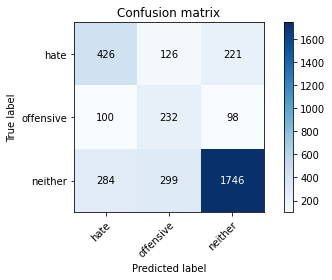 Confusion matrix
True label
hate 426 126 221
offensive 100 232 98
neither 284 299 1746
hate offensive neither
Predicted label
1600
1400
1200
1000
800
600
400
200